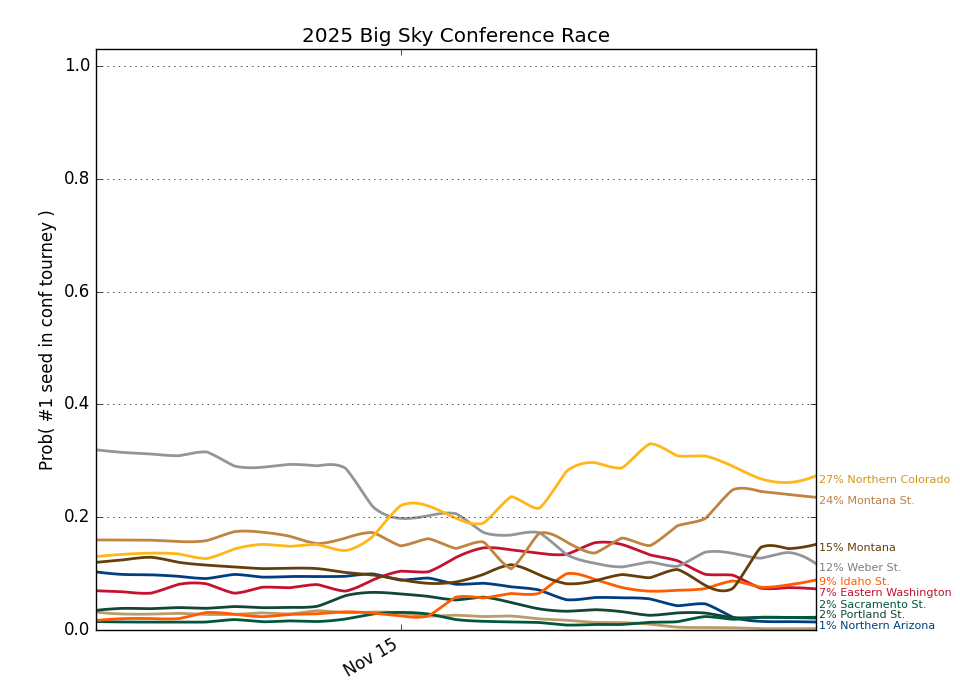 2025 Big Sky Conference Race
Prob( #1 seed in conf tourney )
1.0
0.8
0.6
0.4
0.2
0.0
Nov 15
27% Northern Colorado
24% Montana St.
15% Montana
12% Weber St.
9% Idaho St.
7% Eastern Washington
2% Sacramento St.
2% Portland St.
1% Northern Arizona